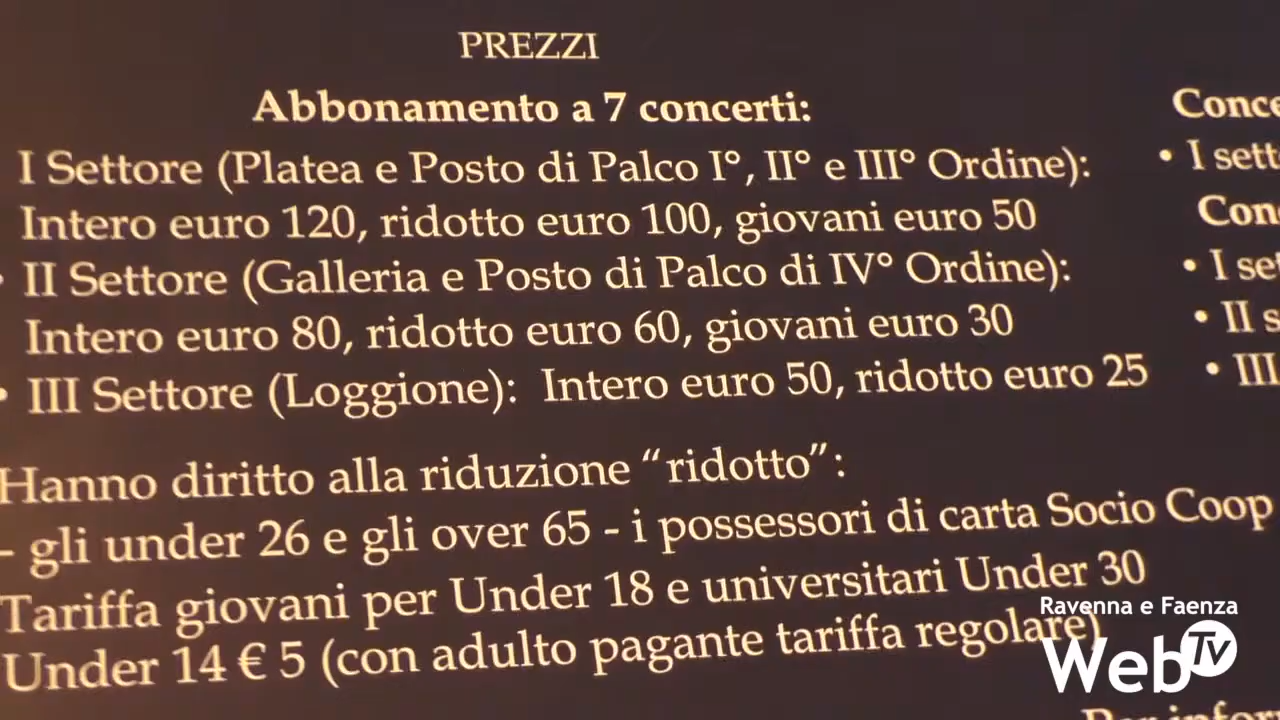 PREZZI
Abbonamento a 7 concerti:
I Settore (Platea e Posto di Palco I°, II° e III° Ordine):
Intero euro 120, ridotto euro 100, giovani euro 50
• II Settore (Galleria e Posto di Palco di IV° Ordine):
Intero euro 80, ridotto euro 60, giovani euro 30
• III Settore (Loggione): Intero euro 50, ridotto euro 25
Hanno diritto alla riduzione “ridotto”:
- gli under 26 e gli over 65 - i possessori di carta Socio Coop
Tariffa giovani per Under 18 e universitari Under 30
Under 14 € 5 (con adulto pagante tariffa regolare)
• I
• I
• II
• III
Ravenna e Faenza
Web TV